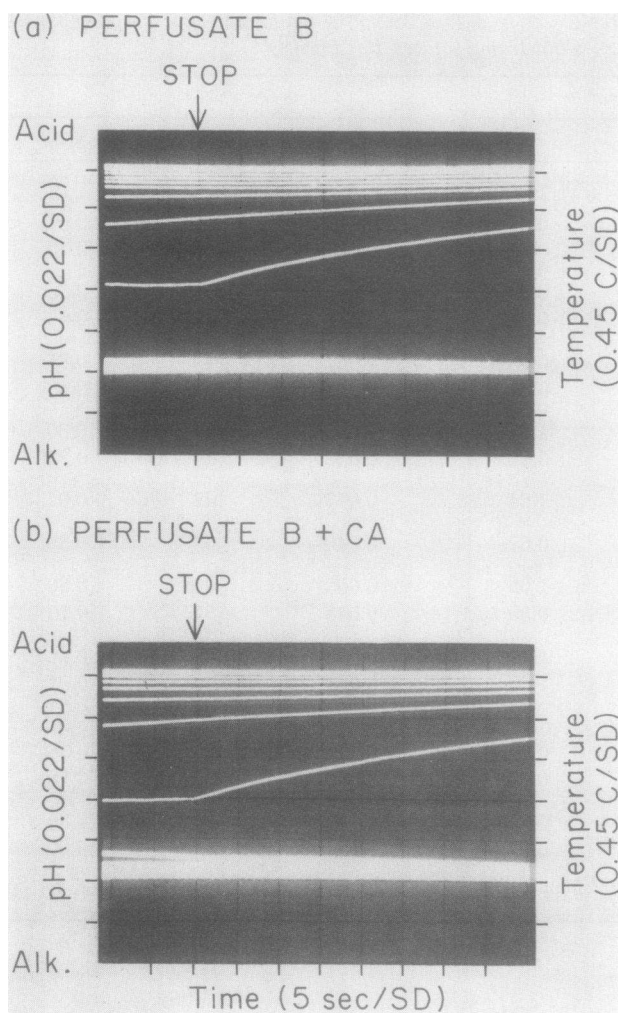 (a) PERFUSATE B
STOP
Acid
pH (0.022/SD)
Temperature
(0.45 C/SD)
Alk.
(b) PERFUSATE B + CA
STOP
Acid
pH (0.022/SD)
Temperature
(0.45 C/SD)
Alk.
Time (5 sec/SD)